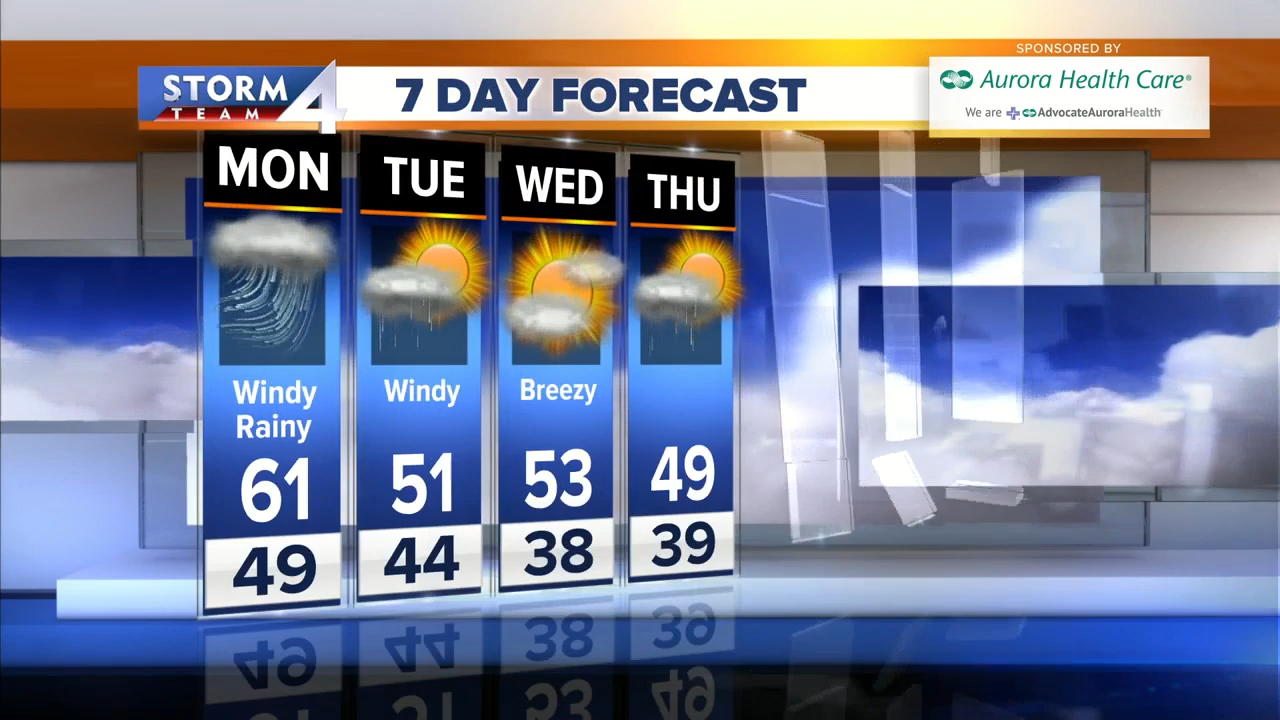 SPONSORED BY
STORM
TEAM 4
7 DAY FORECAST
Aurora Health Care®
We are AdvocateAuroraHealth
MON
TUE
WED
THU
Windy
Rainy
Windy
Breezy
61
51
53
49
49
44
38
39